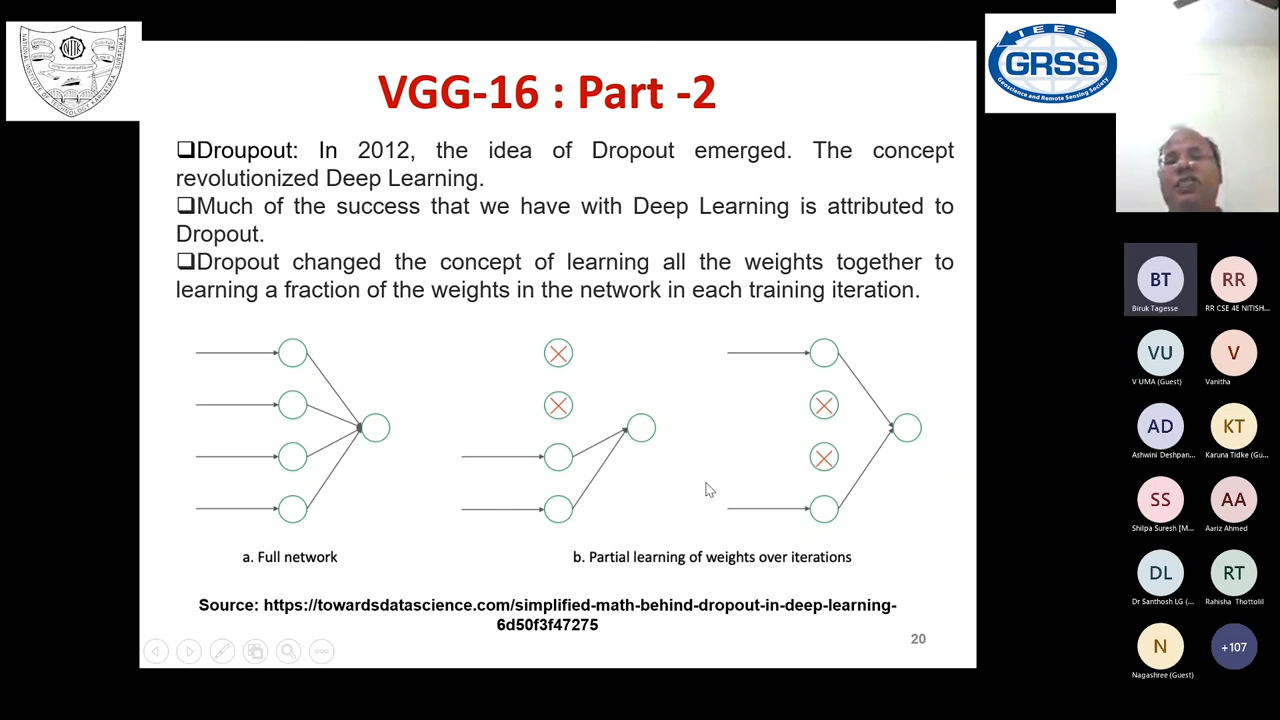 IEEE
GRSS
Geoscience and Remote Sensing Society
VGG-16 : Part -2
❑Droupout: In 2012, the idea of Dropout emerged. The concept
revolutionized Deep Learning.
❑Much of the success that we have with Deep Learning is attributed to
Dropout.
❑Dropout changed the concept of learning all the weights together to
learning a fraction of the weights in the network in each training iteration.
a. Full network
b. Partial learning of weights over iterations
Source: https://towardsdatascience.com/simplified-math-behind-dropout-in-deep-learning-
6d50f3f47275
20
BT
Biruk Tagesse
RR
RR CSE 4E NITISH...
VU
V UMA (Guest)
V
Vanitha
AD
Ashwini Deshpan...
KT
Karuna Tidke (Gu...
SS
Shilpa Suresh [M...
AA
Aariz Ahmed
DL
Dr Santhosh LG (...
RT
Rahisha Thottolil
N
Nagashree (Guest)
+107